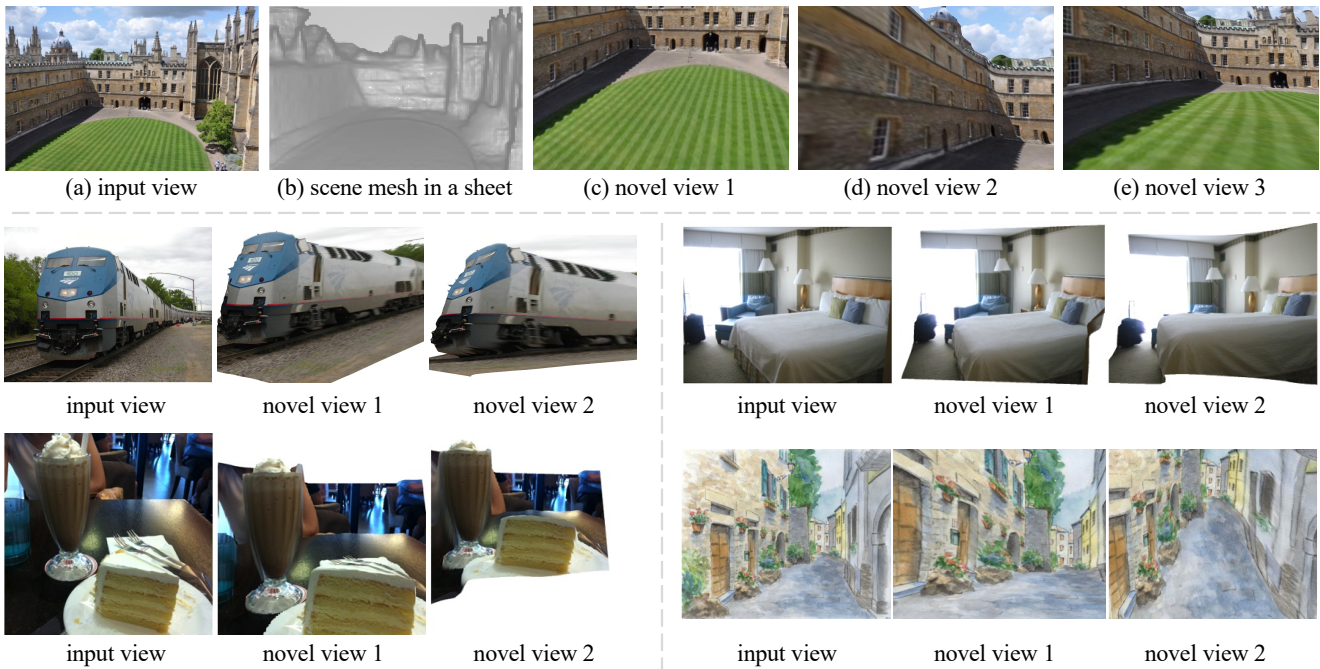 (a) input view
(b) scene mesh in a sheet
(c) novel view 1
(d) novel view 2
(e) novel view 3
input view
novel view 1
novel view 2
input view
novel view 1
novel view 2
input view
novel view 1
novel view 2
input view
novel view 1
novel view 2